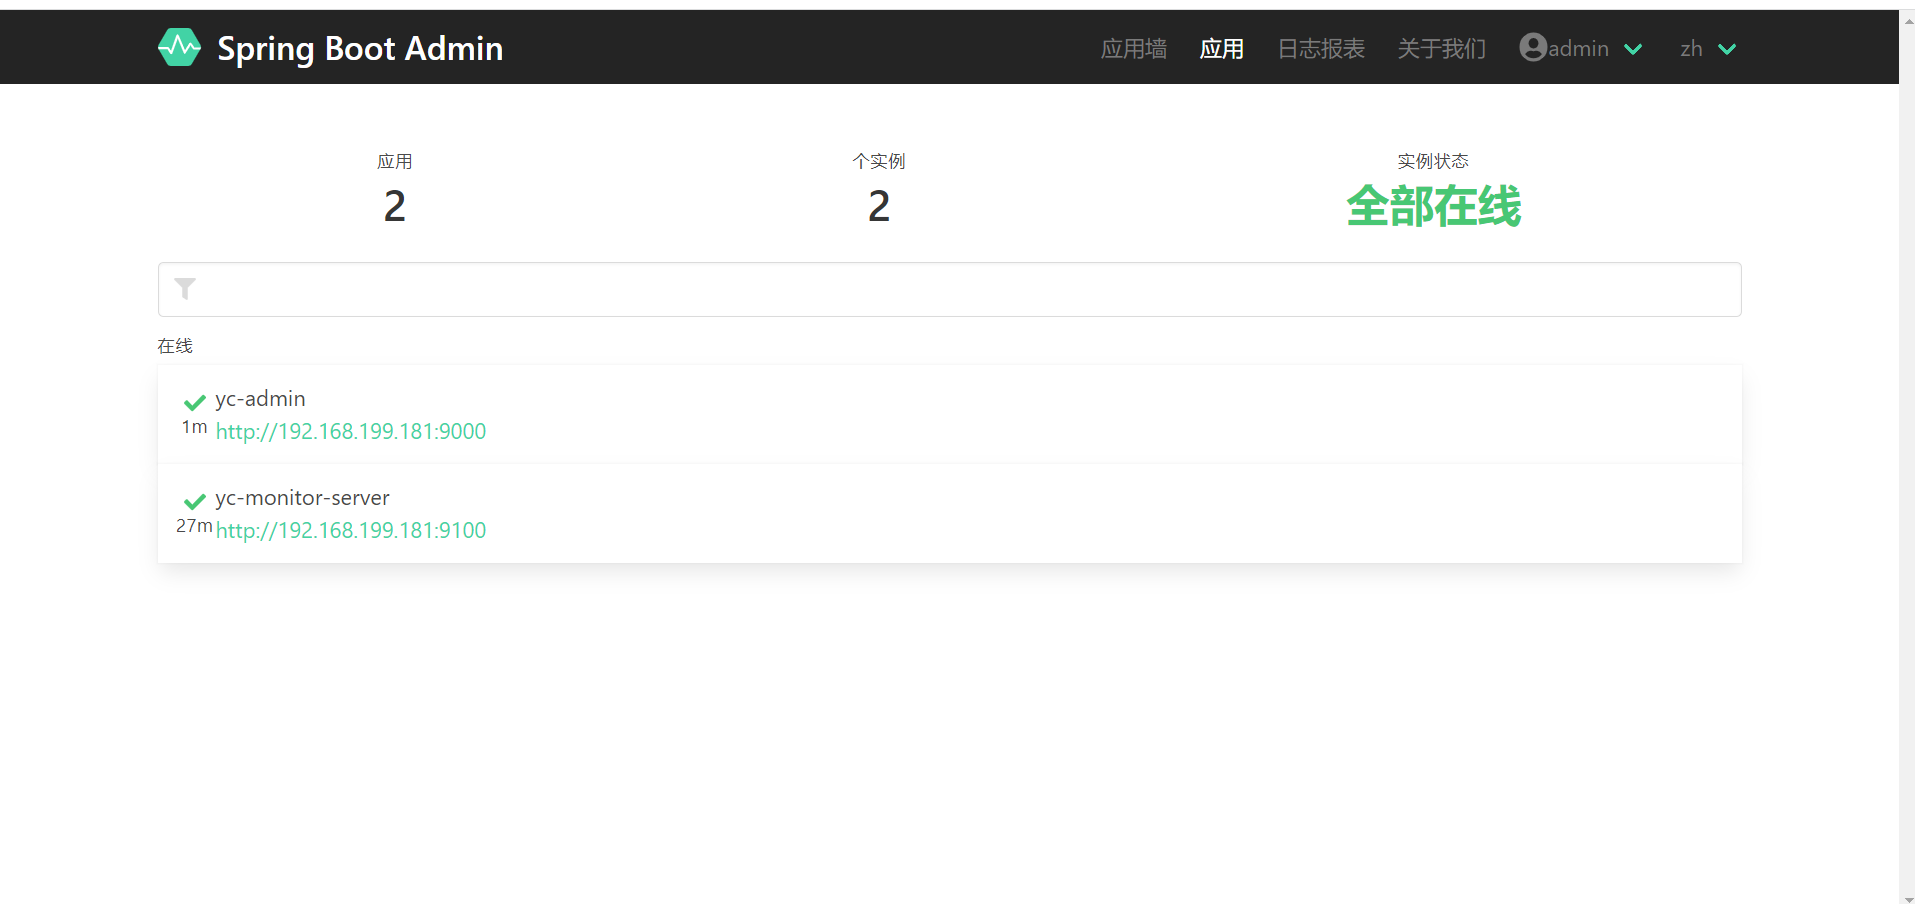 Spring Boot Admin
应用墙 应用 日志报表 关于我们 admin zh
应用 个实例 实例状态
2 2 全部在线
在线
yc-admin
1m http://192.168.199.181:9000
yc-monitor-server
27m http://192.168.199.181:9100